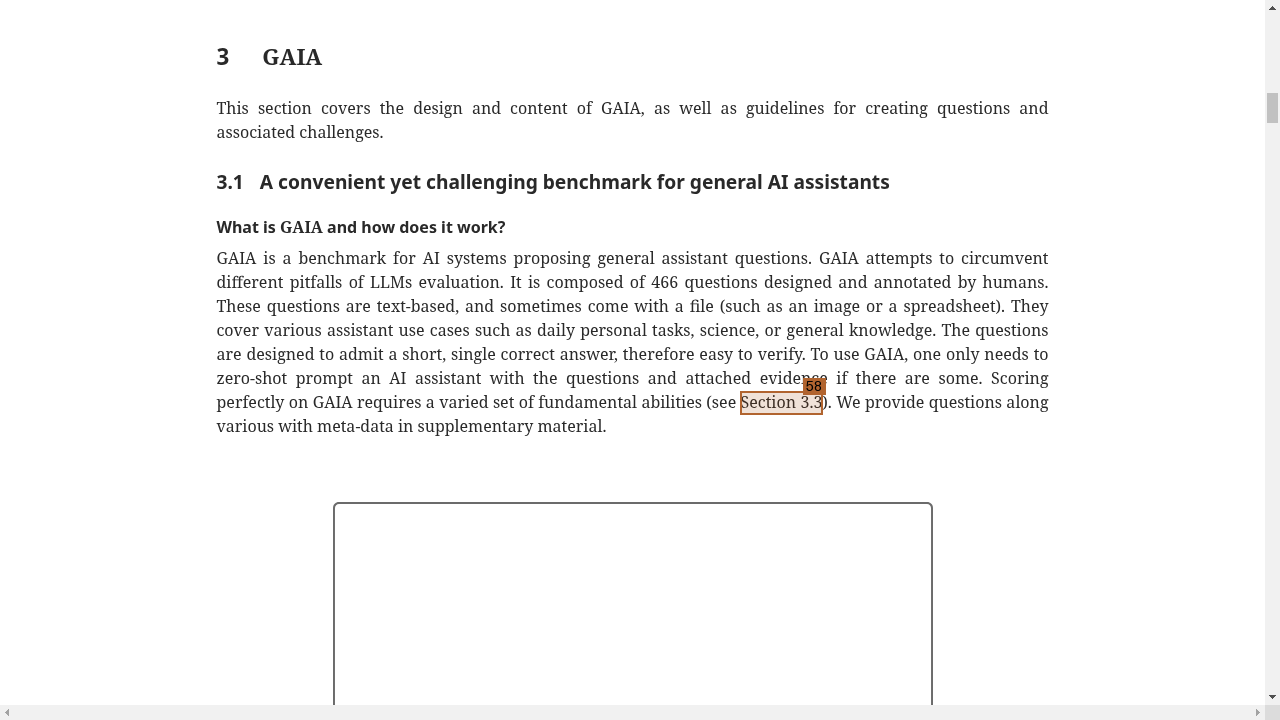 3 GAIA
This section covers the design and content of GAIA, as well as guidelines for creating questions and
associated challenges.
3.1 A convenient yet challenging benchmark for general AI assistants
What is GAIA and how does it work?
GAIA is a benchmark for AI systems proposing general assistant questions. GAIA attempts to circumvent
different pitfalls of LLMs evaluation. It is composed of 466 questions designed and annotated by humans.
These questions are text-based, and sometimes come with a file (such as an image or a spreadsheet). They
cover various assistant use cases such as daily personal tasks, science, or general knowledge. The questions
are designed to admit a short, single correct answer, therefore easy to verify. To use GAIA, one only needs to
zero-shot prompt an AI assistant with the questions and attached evidence if there are some. Scoring
58
perfectly on GAIA requires a varied set of fundamental abilities (see Section 3.3). We provide questions along
various with meta-data in supplementary material.